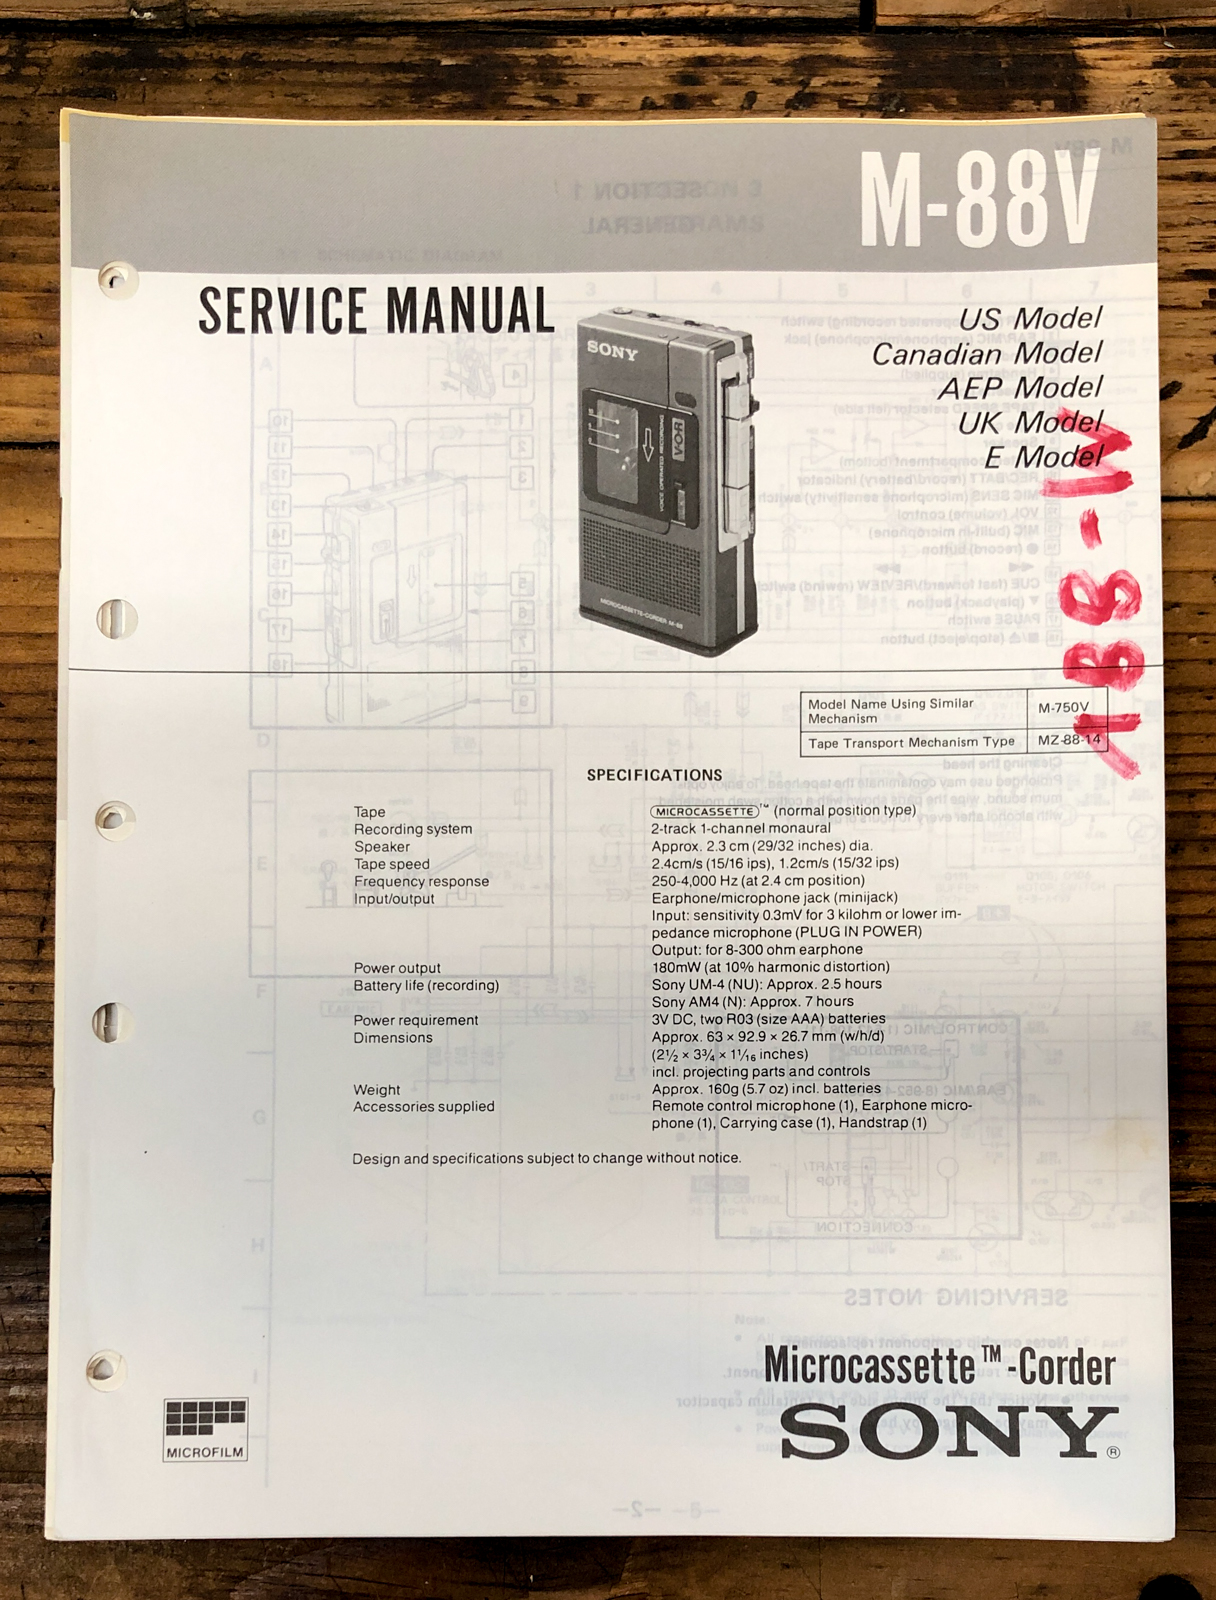 M-88V
SERVICE MANUAL
US Model
Canadian Model
AEP Model
UK Model
E Model
SONY
V·O·R
VOICE OPERATED RECORDING
MICROCASSETTE-CORDER M-88
M-88V
Model Name Using Similar Mechanism M-750V
Tape Transport Mechanism Type MZ-88-14
SPECIFICATIONS
Tape MICROCASSETTE™ (normal position type)
Recording system 2-track 1-channel monaural
Speaker Approx. 2.3 cm (29/32 inches) dia.
Tape speed 2.4cm/s (15/16 ips), 1.2cm/s (15/32 ips)
Frequency response 250-4,000 Hz (at 2.4 cm position)
Input/output Earphone/microphone jack (minijack)
Input: sensitivity 0.3mV for 3 kilohm or lower im-
pedance microphone (PLUG IN POWER)
Output: for 8-300 ohm earphone
Power output 180mW (at 10% harmonic distortion)
Battery life (recording) Sony UM-4 (NU): Approx. 2.5 hours
Sony AM4 (N): Approx. 7 hours
Power requirement 3V DC, two R03 (size AAA) batteries
Dimensions Approx. 63 × 92.9 × 26.7 mm (w/h/d)
(2½ × 3¾ × 1 1/16 inches)
incl. projecting parts and controls
Weight Approx. 160g (5.7 oz) incl. batteries
Accessories supplied Remote control microphone (1), Earphone micro-
phone (1), Carrying case (1), Handstrap (1)
Design and specifications subject to change without notice.
Microcassette™-Corder
SONY®
MICROFILM